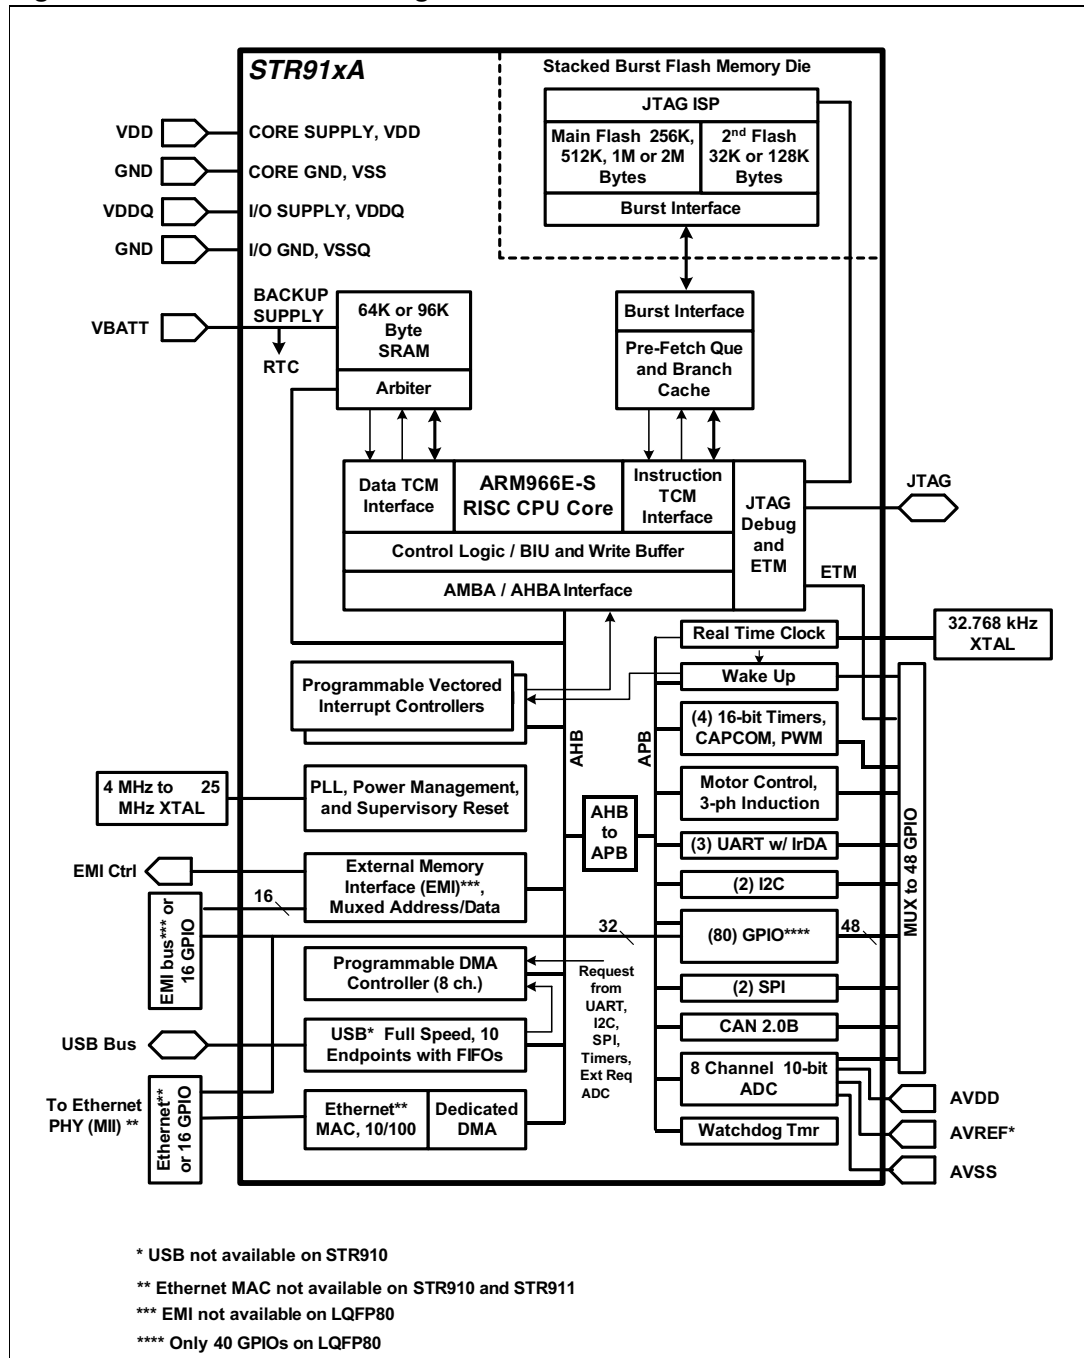 STR91xA
Stacked Burst Flash Memory Die
JTAG ISP
Main Flash 256K,
512K, 1M or 2M
Bytes
2nd Flash
32K or 128K
Bytes
Burst Interface
VDD
CORE SUPPLY, VDD
GND
CORE GND, VSS
VDDQ
I/O SUPPLY, VDDQ
GND
I/O GND, VSSQ
VBATT
BACKUP
SUPPLY
RTC
64K or 96K
Byte
SRAM
Arbiter
Burst Interface
Pre-Fetch Que
and Branch
Cache
Data TCM
Interface
ARM966E-S
RISC CPU Core
Instruction
TCM
Interface
JTAG
Debug
and
ETM
JTAG
Control Logic / BIU and Write Buffer
AMBA / AHBA Interface
ETM
Real Time Clock
32.768 kHz
XTAL
Wake Up
Programmable Vectored
Interrupt Controllers
AHB
APB
(4) 16-bit Timers,
CAPCOM, PWM
4 MHz to 25
MHz XTAL
PLL, Power Management,
and Supervisory Reset
Motor Control,
3-ph Induction
AHB
to
APB
(3) UART w/ IrDA
MUX to 48 GPIO
EMI Ctrl
External Memory
Interface (EMI)***,
Muxed Address/Data
16
(2) I2C
EMI bus*** or
16 GPIO
32
(80) GPIO****
48
Programmable DMA
Controller (8 ch.)
Request
from
UART,
I2C,
SPI,
Timers,
Ext Req
ADC
(2) SPI
USB Bus
USB* Full Speed, 10
Endpoints with FIFOs
CAN 2.0B
8 Channel 10-bit
ADC
To Ethernet
PHY (MII) **
Ethernet**
or 16 GPIO
Ethernet**
MAC, 10/100
Dedicated
DMA
Watchdog Tmr
AVDD
AVREF*
AVSS
* USB not available on STR910
** Ethernet MAC not available on STR910 and STR911
*** EMI not available on LQFP80
**** Only 40 GPIOs on LQFP80